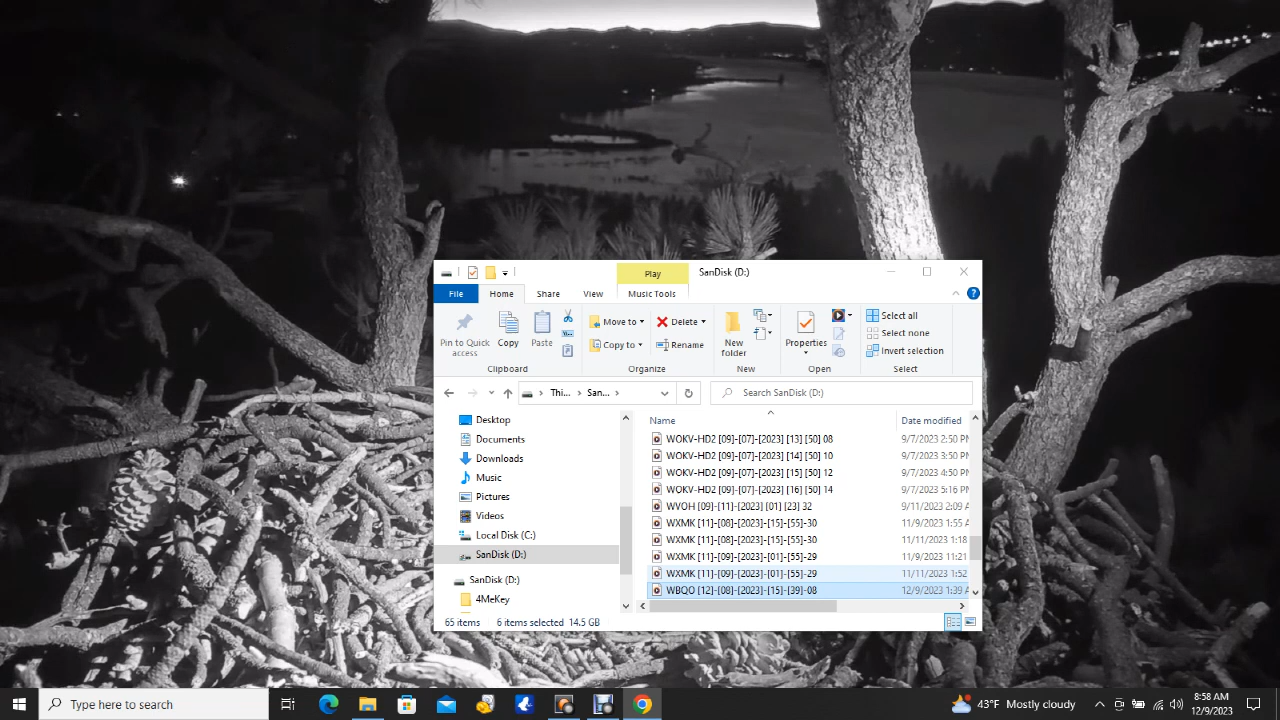 Play
SanDisk (D:)
File
Home
Share
View
Music Tools
Pin to Quick access
Copy
Paste
Move to
Copy to
Delete
Rename
New folder
Properties
Select all
Select none
Invert selection
Clipboard
Organize
New
Open
Select
Thi...
San...
Search SanDisk (D:)
Desktop
Documents
Downloads
Music
Pictures
Videos
Local Disk (C:)
SanDisk (D:)
SanDisk (D:)
4MeKey
Name Date modified
WOKV-HD2 [09]-[07]-[2023] [13] [50] 08 9/7/2023 2:50 PM
WOKV-HD2 [09]-[07]-[2023] [14] [50] 10 9/7/2023 3:50 PM
WOKV-HD2 [09]-[07]-[2023] [15] [50] 12 9/7/2023 4:50 PM
WOKV-HD2 [09]-[07]-[2023] [16] [50] 14 9/7/2023 5:16 PM
WVOH [09]-[11]-[2023] [01] [23] 32 9/11/2023 2:09 A
WXMK [11]-[08]-[2023]-[15]-[55]-30 11/9/2023 1:55 A
WXMK [11]-[08]-[2023]-[15]-[55]-30 11/11/2023 1:18
WXMK [11]-[09]-[2023]-[01]-[55]-29 11/9/2023 11:21
WXMK [11]-[09]-[2023]-[01]-[55]-29 11/11/2023 1:52
WBQO [12]-[08]-[2023]-[15]-[39]-08 12/9/2023 1:39 A
65 items 6 items selected 14.5 GB
Type here to search
43°F Mostly cloudy
8:58 AM
12/9/2023